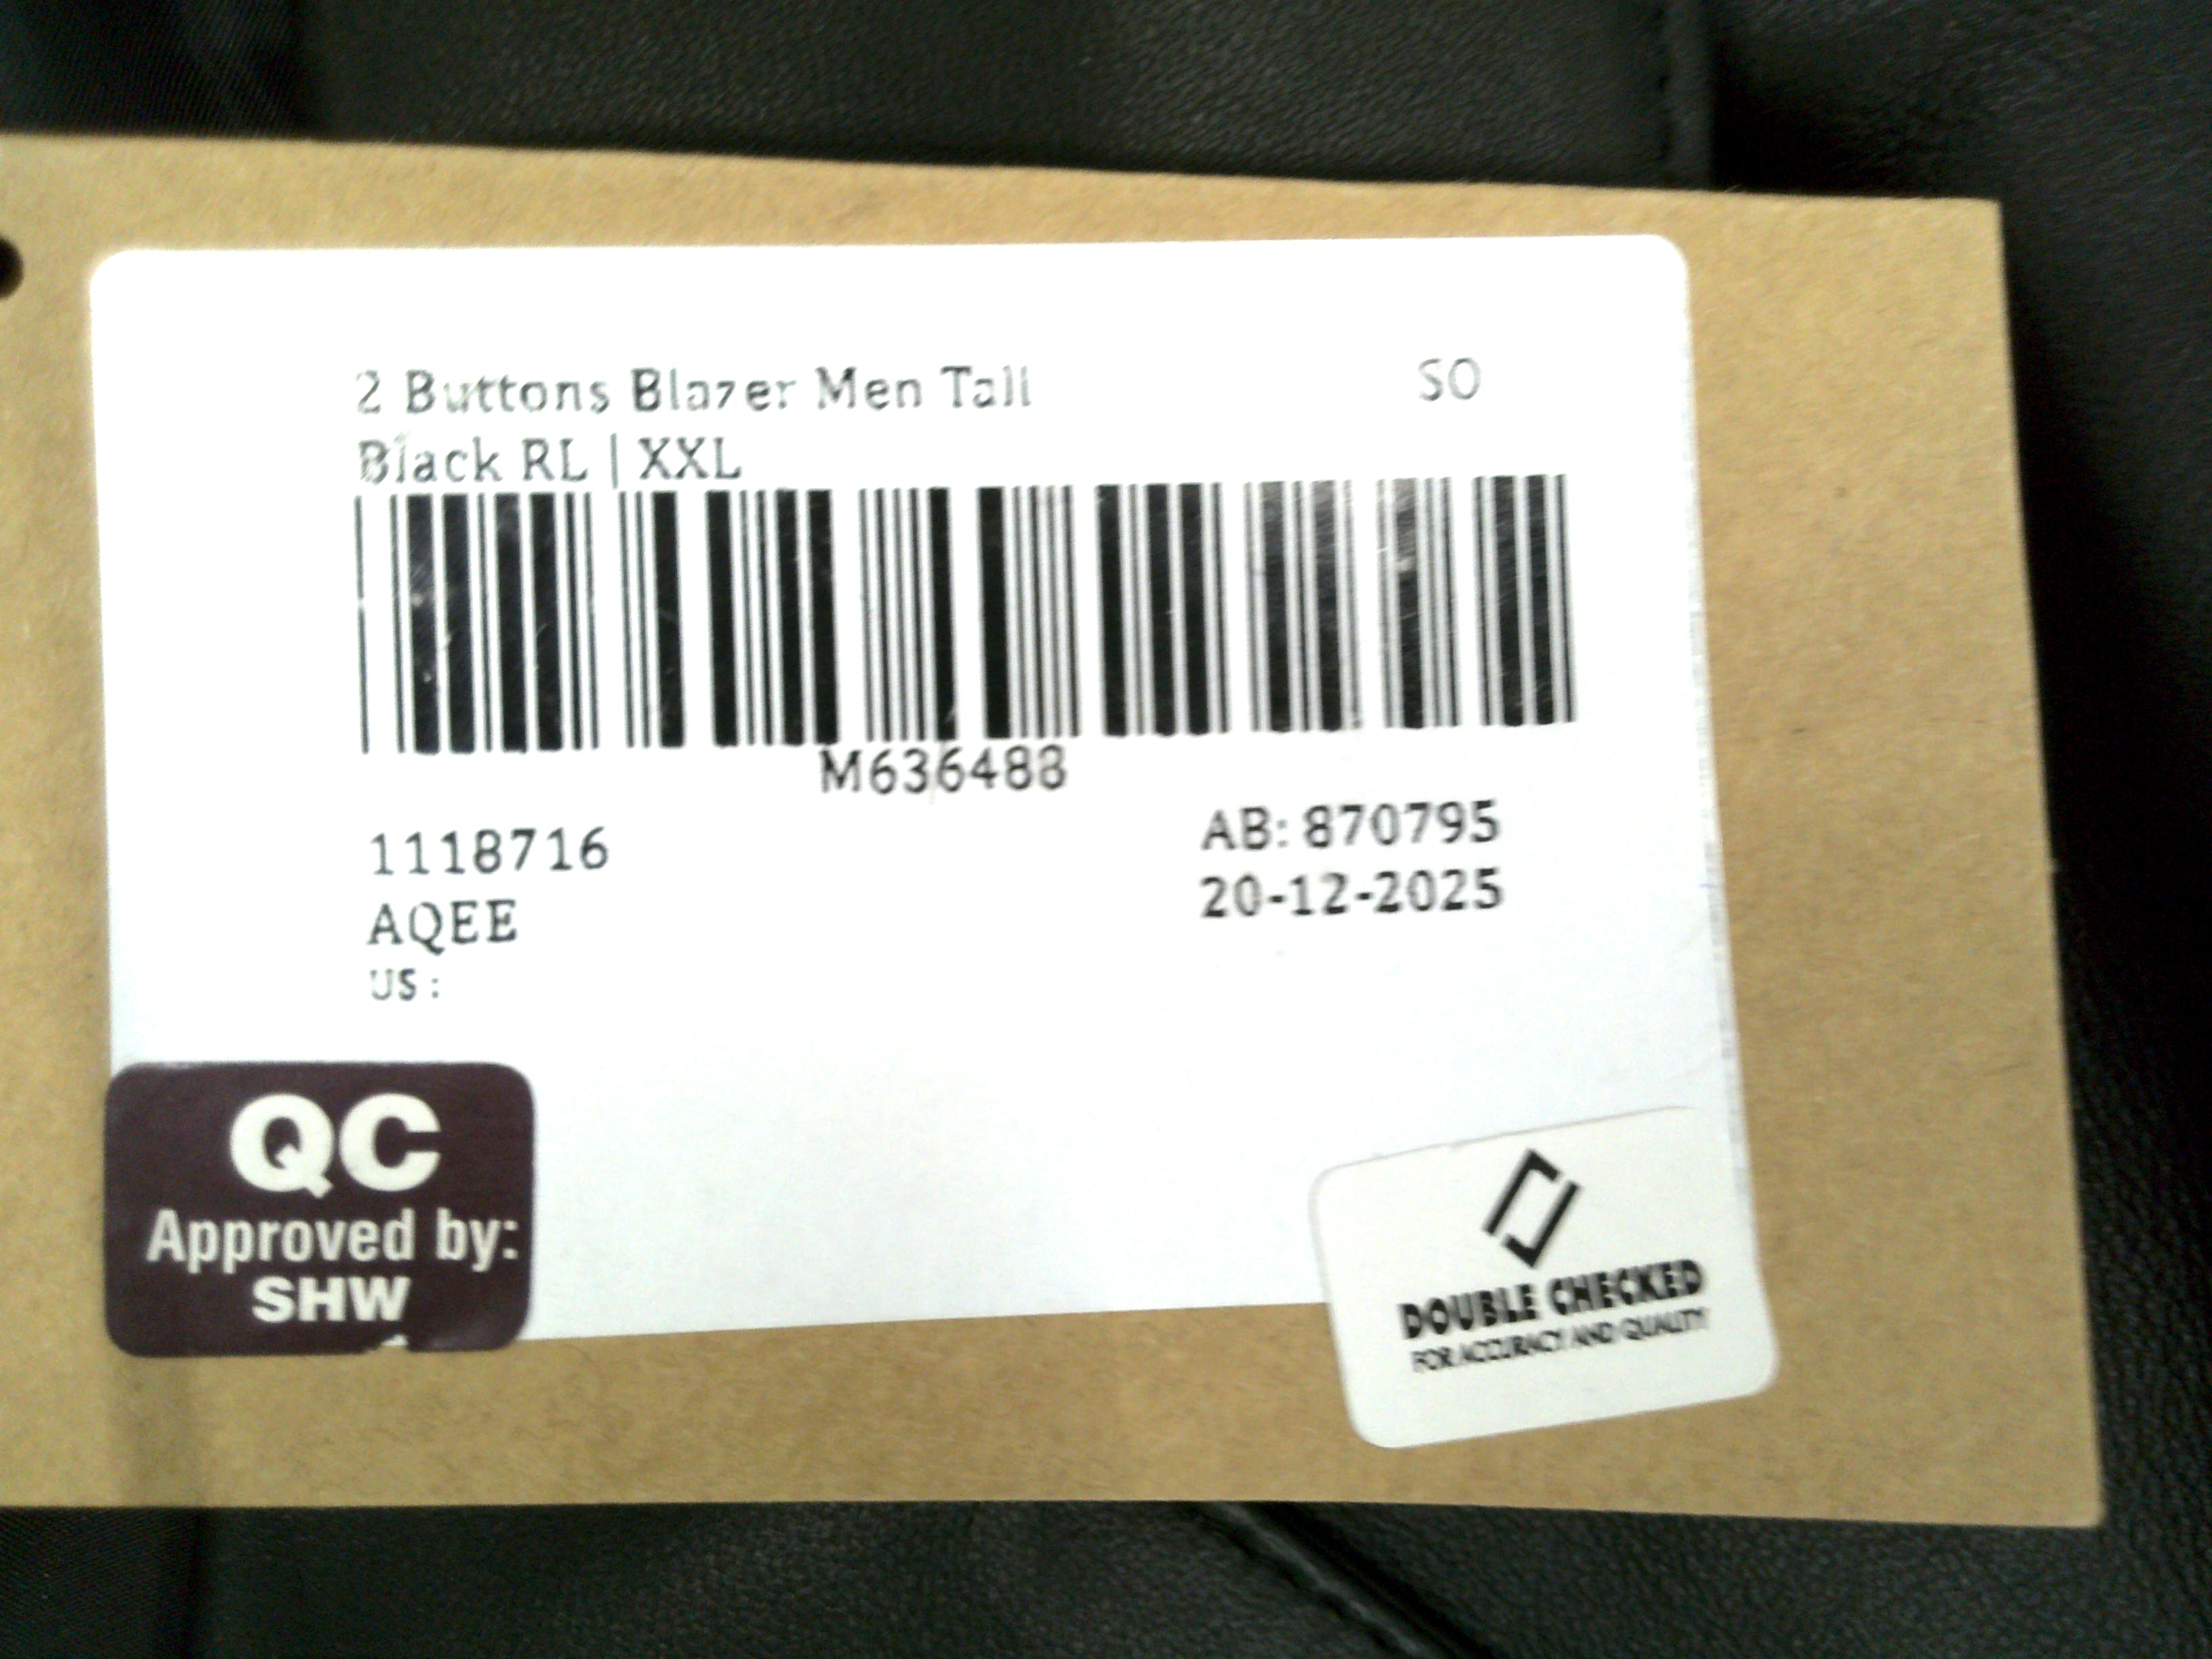 2 Buttons Blazer Men Tall
SO
Black RL | XXL
M636488
1118716
AB: 870795
AQEE
20-12-2025
US :
QC
Approved by:
SHW
DOUBLE CHECKED
FOR ACCURACY AND QUALITY